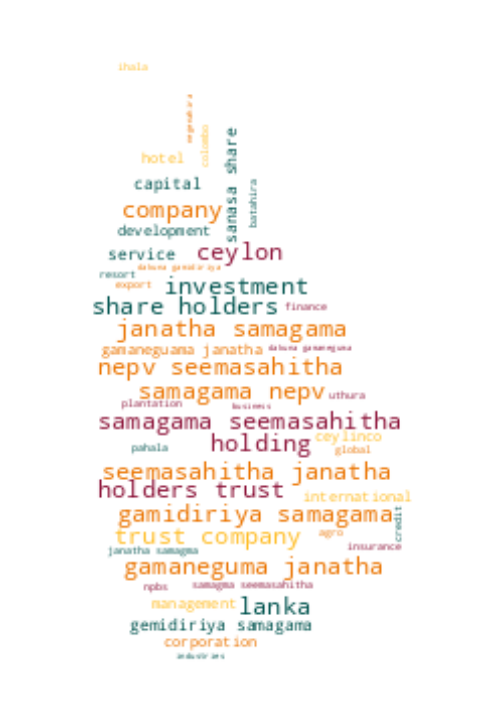 ihala
negenahira
colombo
hotel
sanasa share
capital
batahira
company
development
ceylon
service
dakuna gamidiriya
resort
export
investment
share holders
finance
janatha samagama
gamaneguama janatha
dakuna gamaneguma
nepv seemasahitha
samagama nepv
uthura
plantation
business
samagama seemasahitha
ceylinco
holding
pahala
global
seemasahitha janatha
holders trust
international
gamidiriya samagama
credit
agro
trust company
insurance
janatha samagma
gamaneguma janatha
npbs
samagma seemasahitha
management
lanka
gemidiriya samagama
corporation
industries